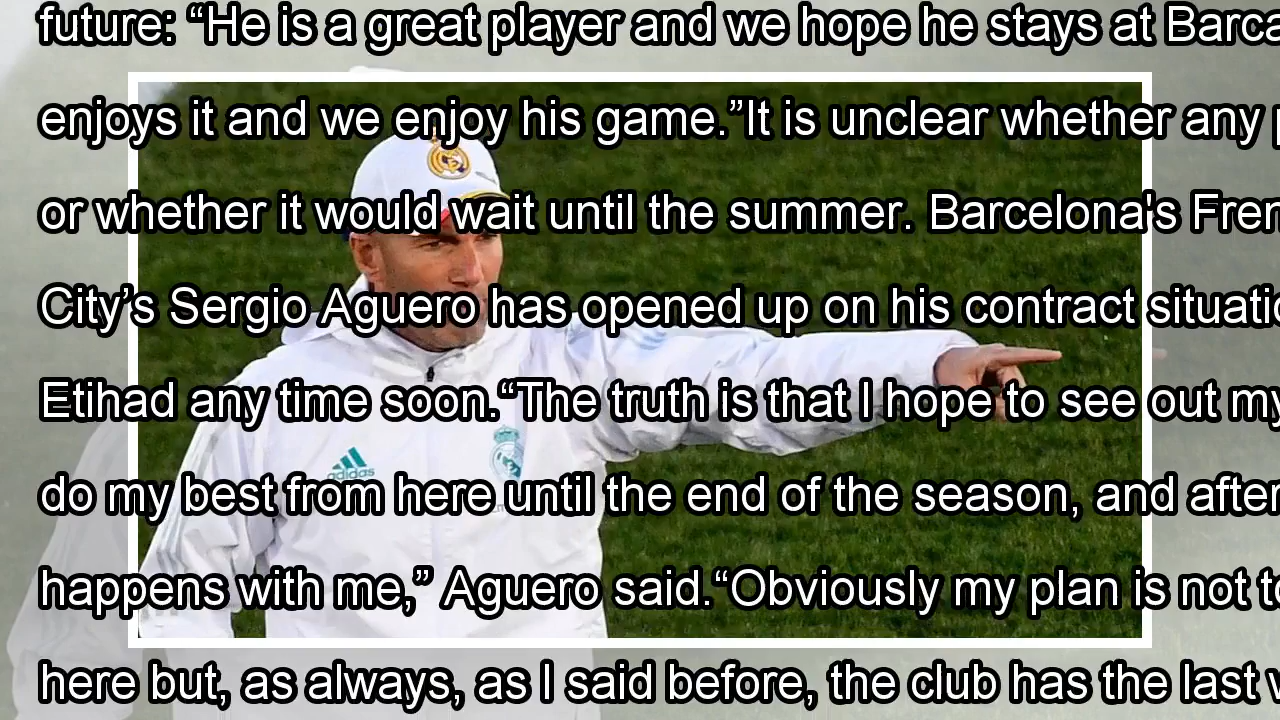 future: “He is a great player and we hope he stays at Barca
enjoys it and we enjoy his game.”It is unclear whether any
or whether it would wait until the summer. Barcelona's
City’s Sergio Aguero has opened up on his contract
Etihad any time soon.“The truth is that I hope to see out my
do my best from here until the end of the season, and after
happens with me,” Aguero said.“Obviously my plan is not
here but, as always, as I said before, the club has the last
adidas